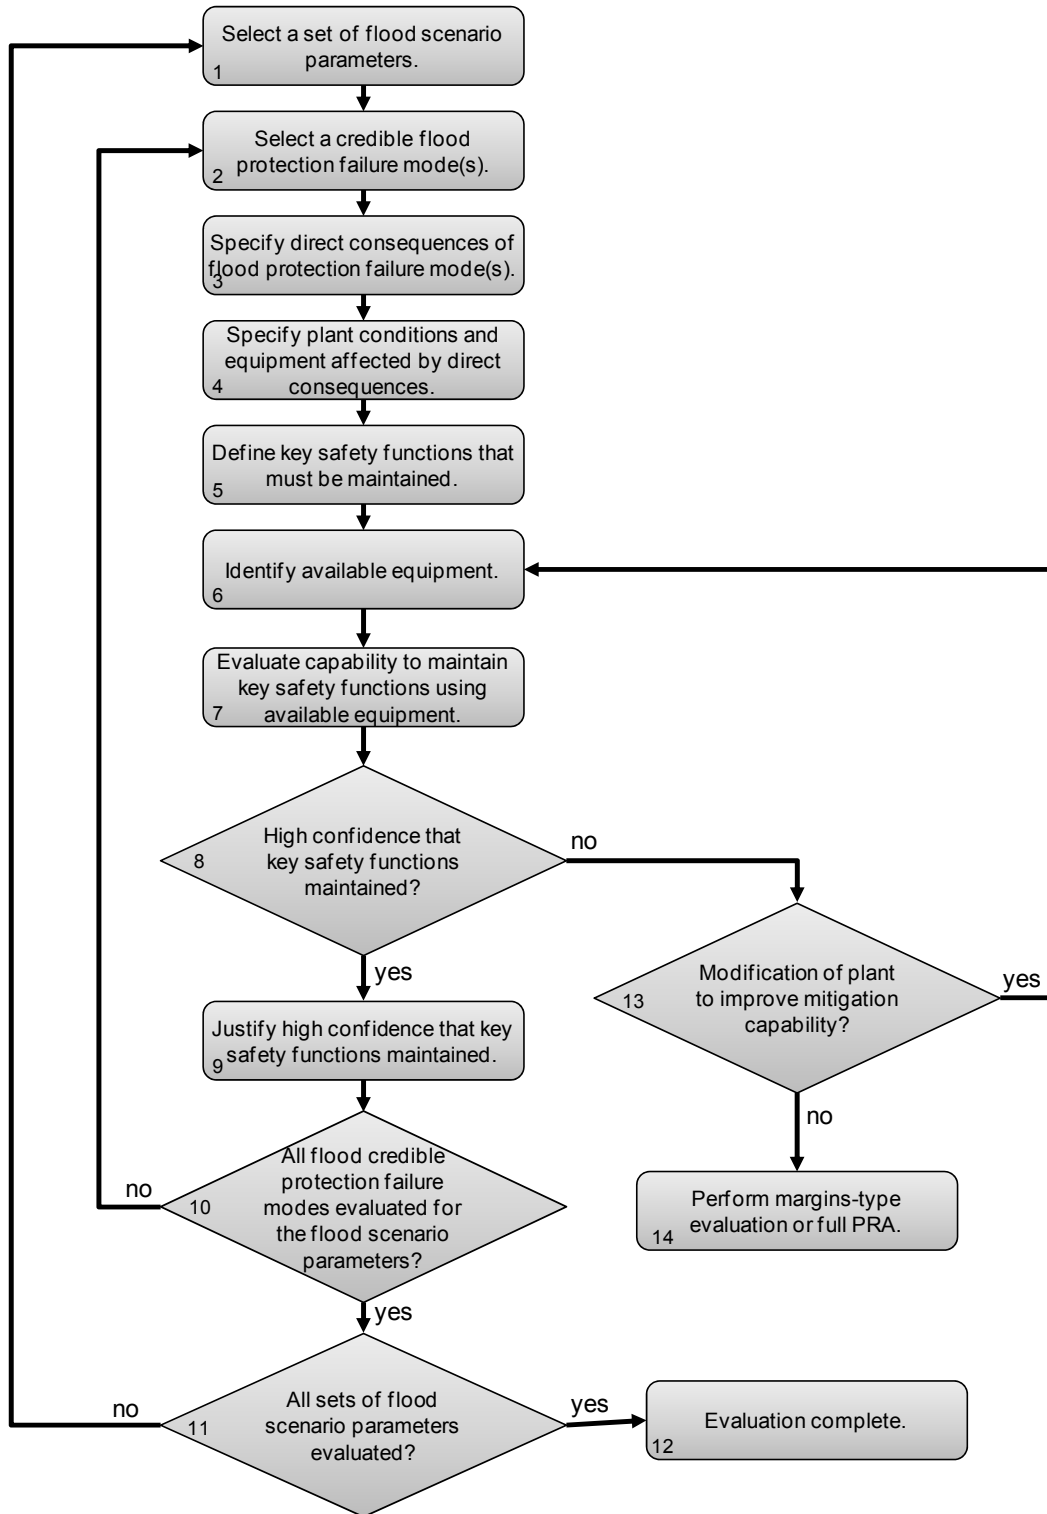 Select a set of flood scenario
parameters.
1
Select a credible flood
protection failure mode(s).
2
Specify direct consequences of
flood protection failure mode(s).
3
Specify plant conditions and
equipment affected by direct
consequences.
4
Define key safety functions that
must be maintained.
5
Identify available equipment.
6
Evaluate capability to maintain
key safety functions using
available equipment.
7
High confidence that
key safety functions
maintained?
8
no
yes
Modification of plant
to improve mitigation
capability?
13
yes
no
Justify high confidence that key
safety functions maintained.
9
All flood credible
protection failure
modes evaluated for
the flood scenario
parameters?
10
no
yes
Perform margins-type
evaluation or full PRA.
14
All sets of flood
scenario parameters
evaluated?
11
no
yes
Evaluation complete.
12